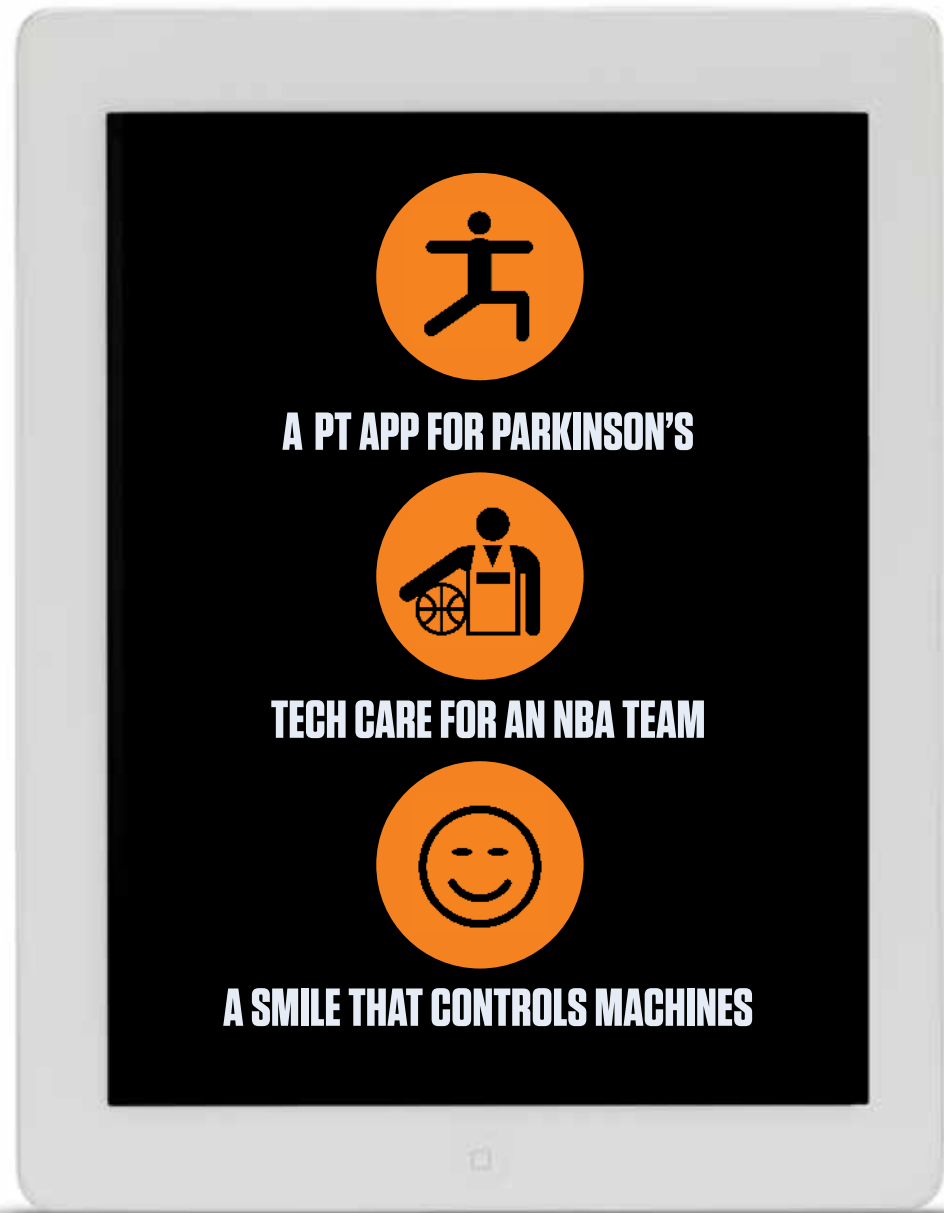 A PT APP FOR PARKINSON’S
TECH CARE FOR AN NBA TEAM
A SMILE THAT CONTROLS MACHINES